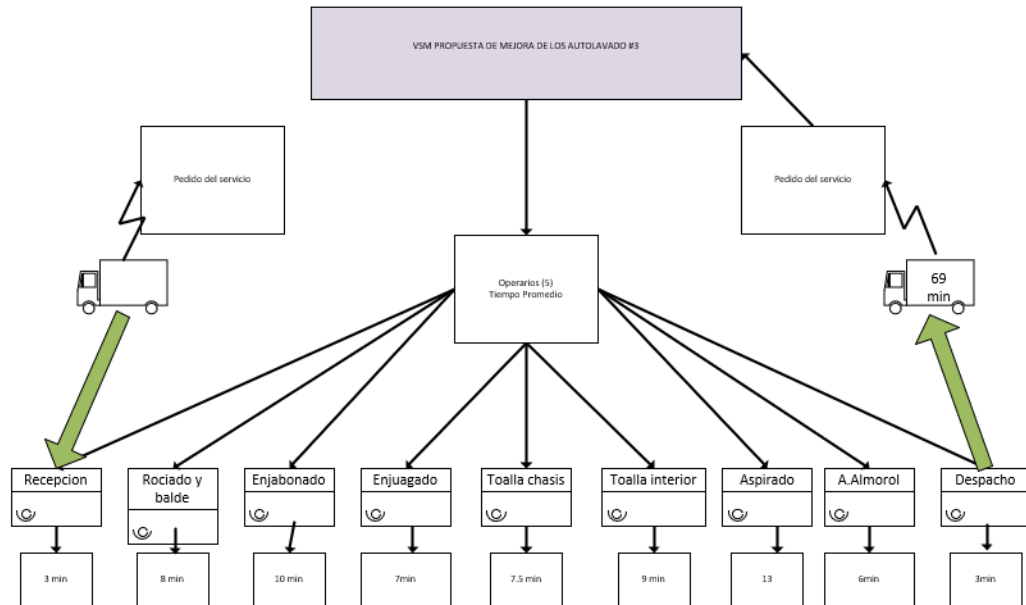 VSM PROPUESTA DE MEJORA DE LOS AUTOLAVADO #3
Pedido del servicio
Pedido del servicio
Operarios (5)
Tiempo Promedio
69
min
Recepcion
Rociado y
balde
Enjabonado
Enjuagado
Toalla chasis
Toalla interior
Aspirado
A.Almorol
Despacho
3 min
8 min
10 min
7min
7.5 min
9 min
13
6min
3min